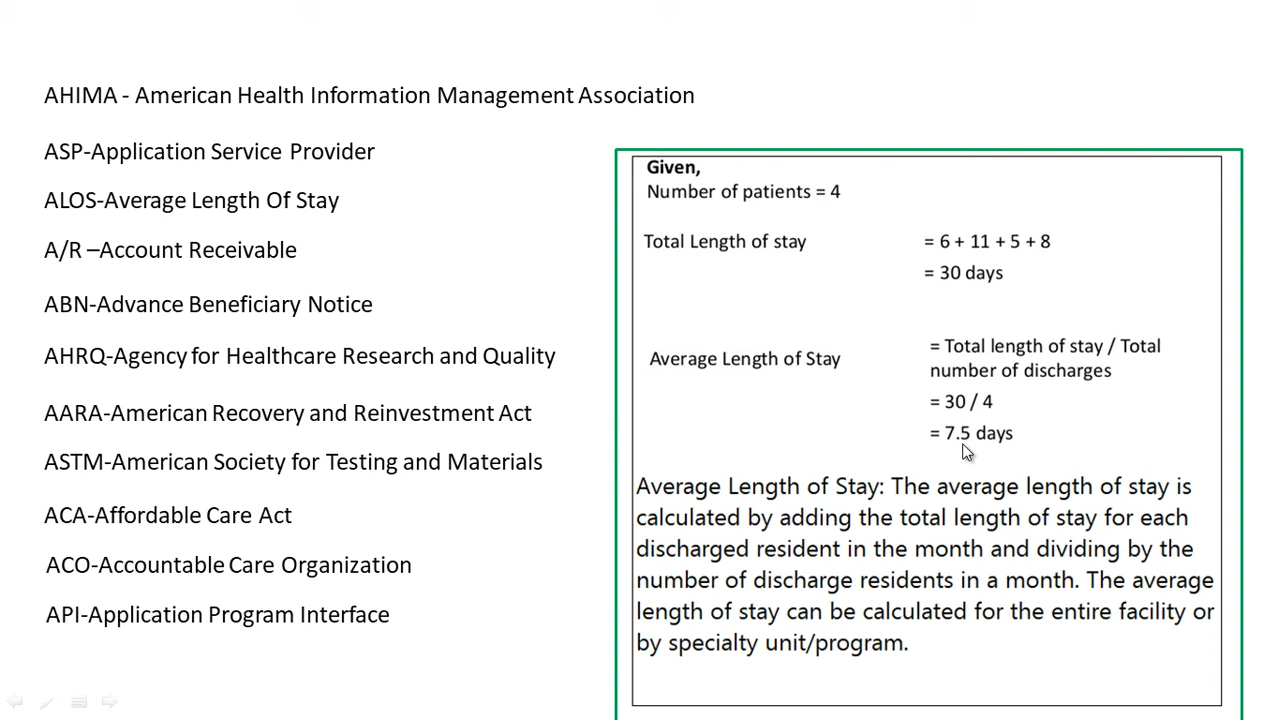 AHIMA - American Health Information Management Association
ASP-Application Service Provider
ALOS-Average Length Of Stay
A/R –Account Receivable
ABN-Advance Beneficiary Notice
AHRQ-Agency for Healthcare Research and Quality
AARA-American Recovery and Reinvestment Act
ASTM-American Society for Testing and Materials
ACA-Affordable Care Act
ACO-Accountable Care Organization
API-Application Program Interface
Given,
Number of patients = 4
Total Length of stay = 6 + 11 + 5 + 8
= 30 days
Average Length of Stay = Total length of stay / Total
number of discharges
= 30 / 4
= 7.5 days
Average Length of Stay: The average length of stay is
calculated by adding the total length of stay for each
discharged resident in the month and dividing by the
number of discharge residents in a month. The average
length of stay can be calculated for the entire facility or
by specialty unit/program.